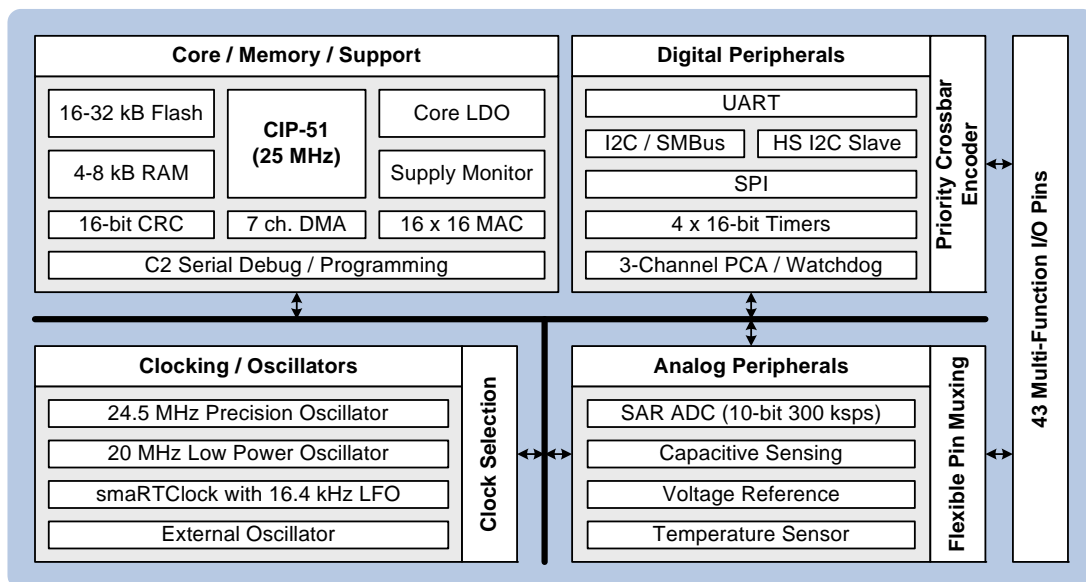 Core / Memory / Support
16-32 kB Flash
CIP-51
(25 MHz)
Core LDO
4-8 kB RAM
Supply Monitor
16-bit CRC
7 ch. DMA
16 x 16 MAC
C2 Serial Debug / Programming
Digital Peripherals
UART
I2C / SMBus
HS I2C Slave
SPI
4 x 16-bit Timers
3-Channel PCA / Watchdog
Priority Crossbar
Encoder
43 Multi-Function I/O Pins
Clocking / Oscillators
24.5 MHz Precision Oscillator
20 MHz Low Power Oscillator
smaRTClock with 16.4 kHz LFO
External Oscillator
Clock Selection
Analog Peripherals
SAR ADC (10-bit 300 ksps)
Capacitive Sensing
Voltage Reference
Temperature Sensor
Flexible Pin Muxing